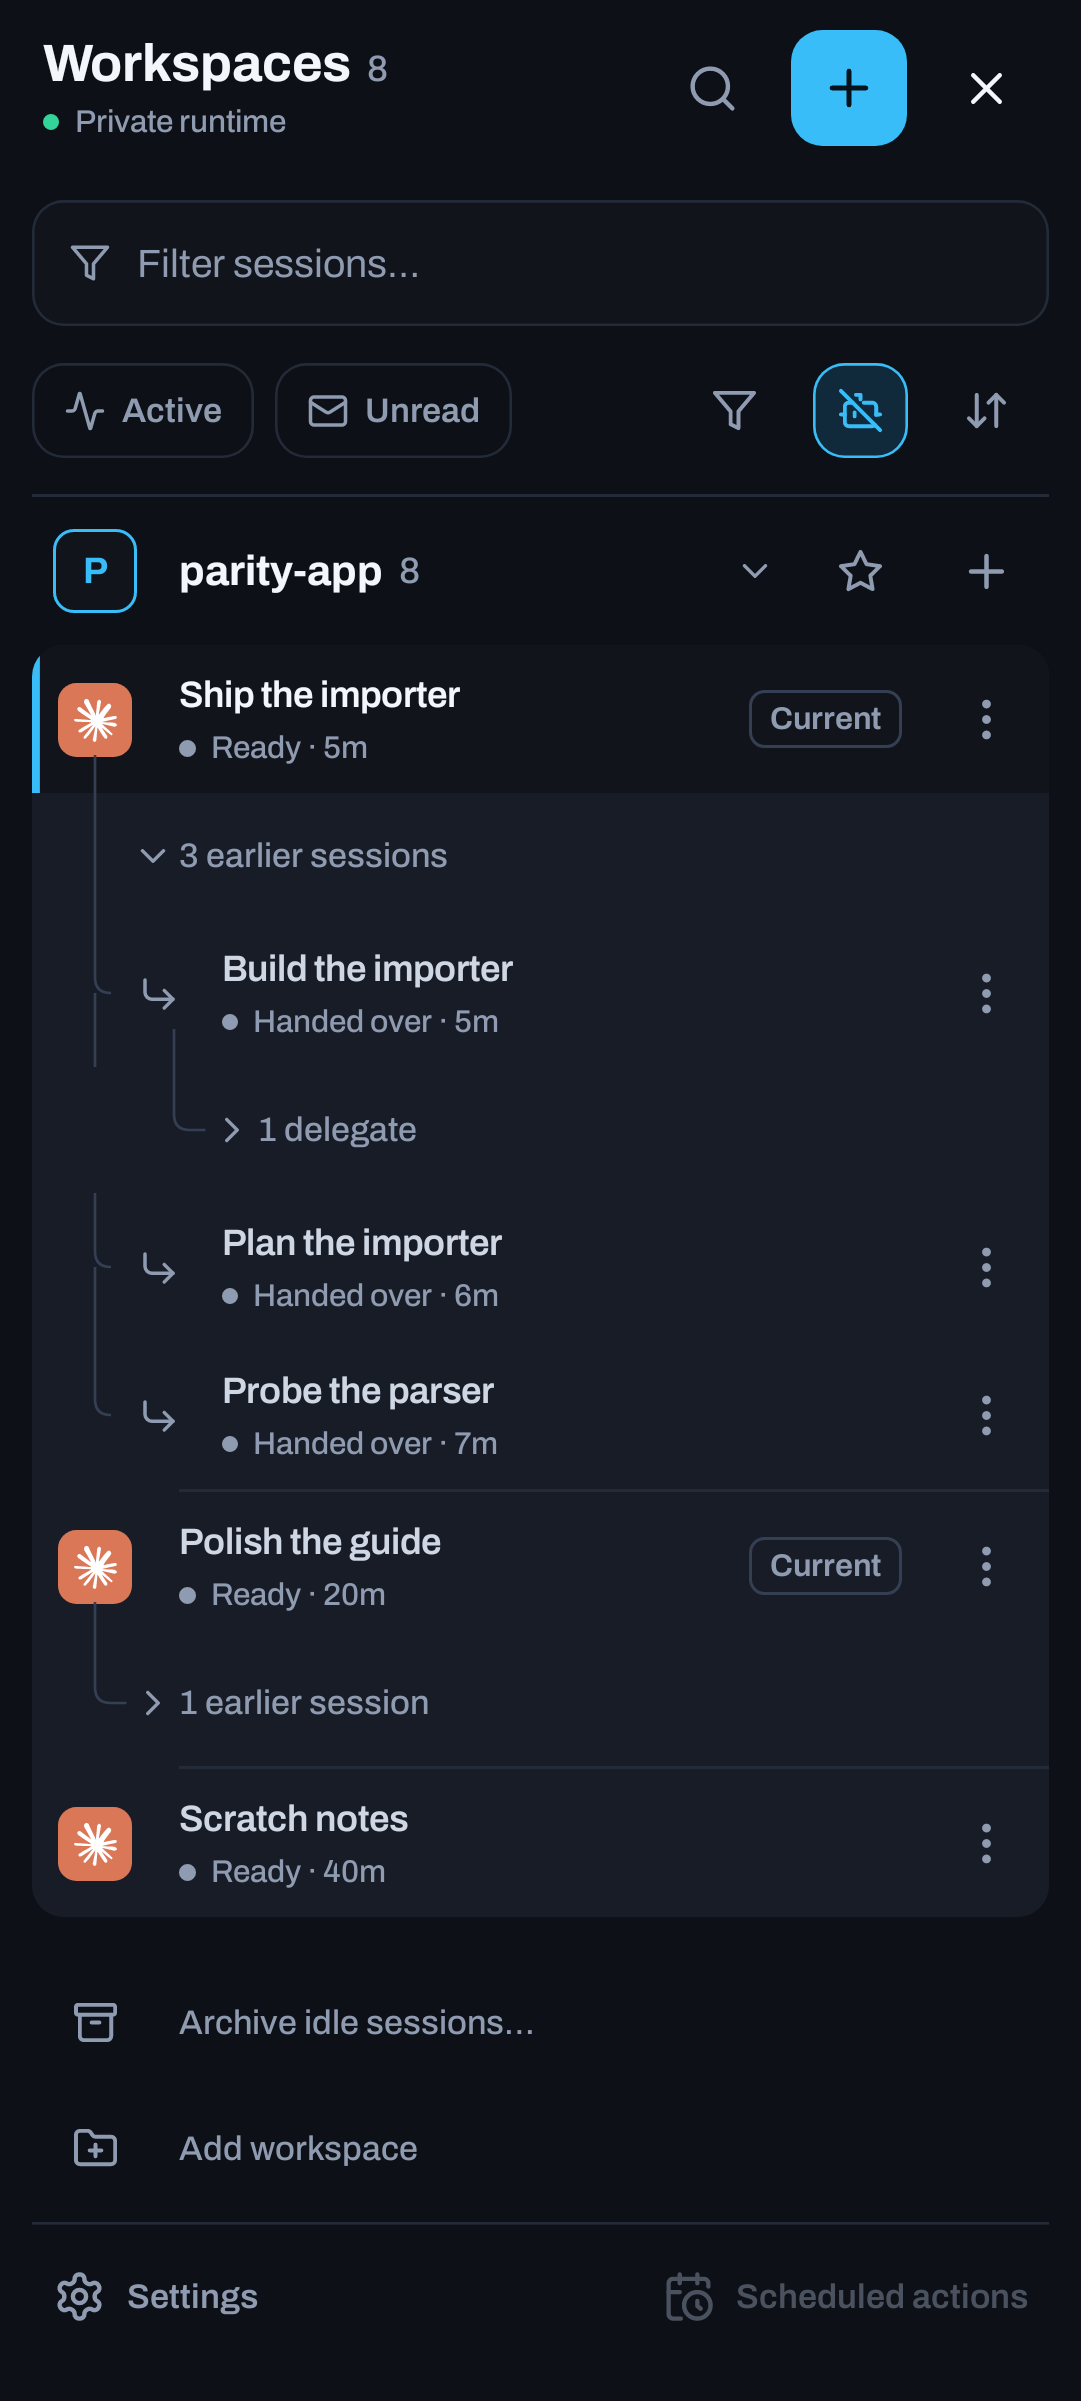 Workspaces 8
Private runtime
Filter sessions...
Active
Unread
P
parity-app 8
Ship the importer
Current
Ready · 5m
3 earlier sessions
Build the importer
Handed over · 5m
1 delegate
Plan the importer
Handed over · 6m
Probe the parser
Handed over · 7m
Polish the guide
Current
Ready · 20m
1 earlier session
Scratch notes
Ready · 40m
Archive idle sessions...
Add workspace
Settings
Scheduled actions